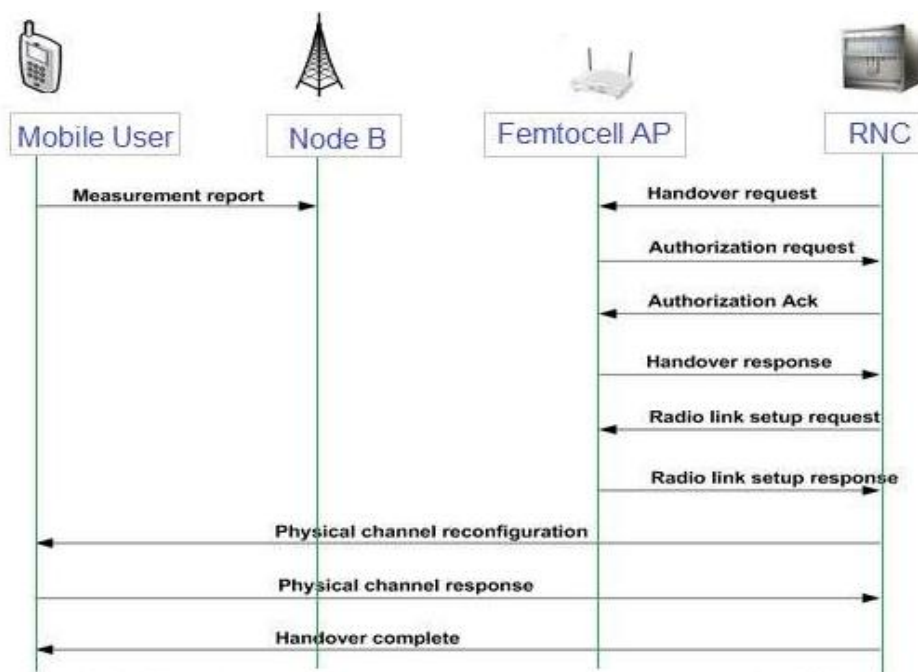 Mobile User
Node B
Femtocell AP
RNC
Measurement report
Handover request
Authorization request
Authorization Ack
Handover response
Radio link setup request
Radio link setup response
Physical channel reconfiguration
Physical channel response
Handover complete